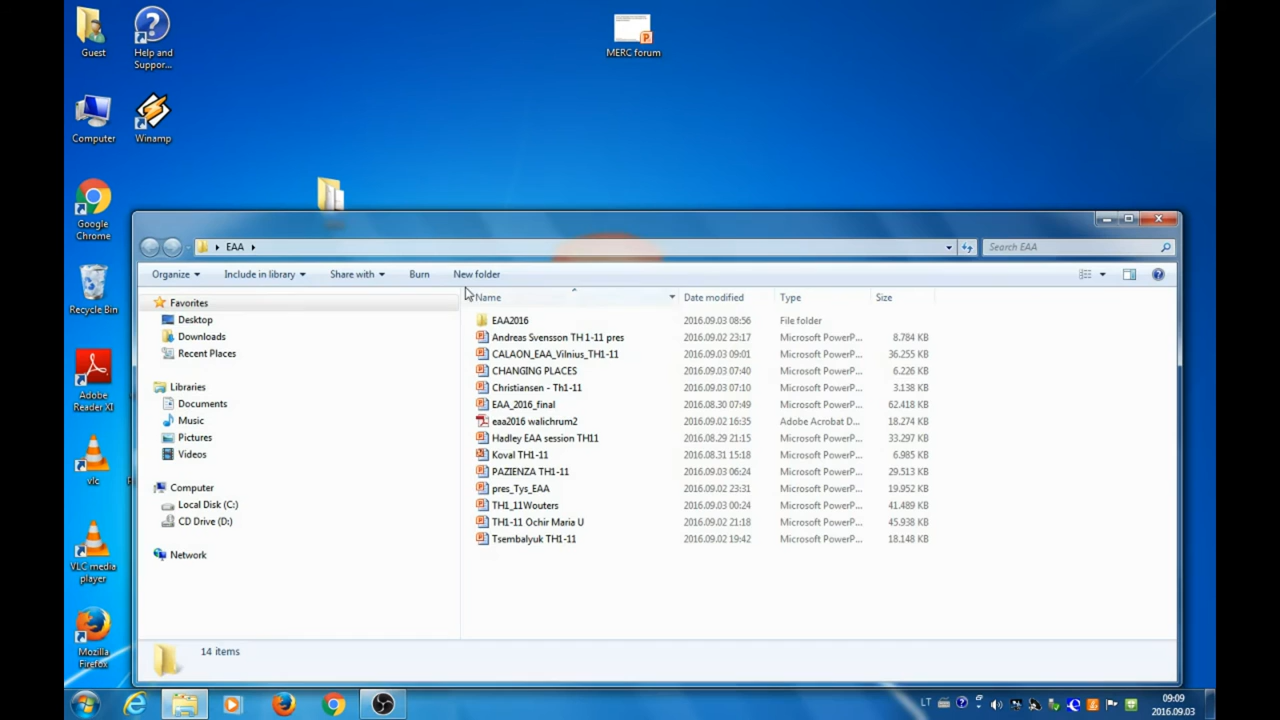 Guest
Help and
Suppor...
MERC forum
Computer
Winamp
Google
Chrome
Recycle Bin
Adobe
Reader XI
vlc
VLC media
player
Mozilla
Firefox
EAA
Search EAA
Organize
Include in library
Share with
Burn
New folder
Favorites
Desktop
Downloads
Recent Places
Libraries
Documents
Music
Pictures
Videos
Computer
Local Disk (C:)
CD Drive (D:)
Network
Name Date modified Type Size
EAA2016 2016.09.03 08:56 File folder
Andreas Svensson TH 1-11 pres 2016.09.02 23:17 Microsoft PowerP... 8.784 KB
CALAON_EAA_Vilnius_TH1-11 2016.09.03 09:01 Microsoft PowerP... 36.255 KB
CHANGING PLACES 2016.09.03 07:40 Microsoft PowerP... 6.226 KB
Christiansen - Th1-11 2016.09.03 07:10 Microsoft PowerP... 3.138 KB
EAA_2016_final 2016.08.30 07:49 Microsoft PowerP... 62.418 KB
eaa2016 walichrum2 2016.09.02 16:35 Adobe Acrobat D... 18.274 KB
Hadley EAA session TH11 2016.08.29 21:15 Microsoft PowerP... 33.297 KB
Koval TH1-11 2016.08.31 15:18 Microsoft PowerP... 6.985 KB
PAZIENZA TH1-11 2016.09.03 06:24 Microsoft PowerP... 29.513 KB
pres_Tys_EAA 2016.09.02 23:31 Microsoft PowerP... 19.952 KB
TH1_11Wouters 2016.09.03 00:24 Microsoft PowerP... 41.489 KB
TH1-11 Ochir Maria U 2016.09.02 21:18 Microsoft PowerP... 45.938 KB
Tsembalyuk TH1-11 2016.09.02 19:42 Microsoft PowerP... 18.148 KB
14 items
LT
09:09
2016.09.03